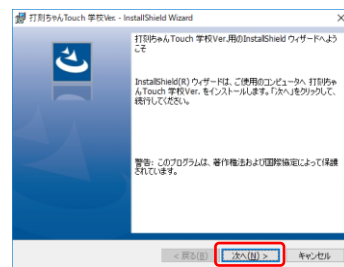 打刻ちゃんTouch 学校Ver. - InstallShield Wizard
打刻ちゃんTouch 学校Ver.用のInstallShield ウィザードへよう
こそ
InstallShield(R) ウィザードは、ご使用のコンピュータへ 打刻ちゃ
んTouch 学校Ver. をインストールします。「次へ」をクリックして、
続行してください。
警告: このプログラムは、著作権法および国際協定によって保護
されています。
< 戻る(B) 次へ(N) > キャンセル